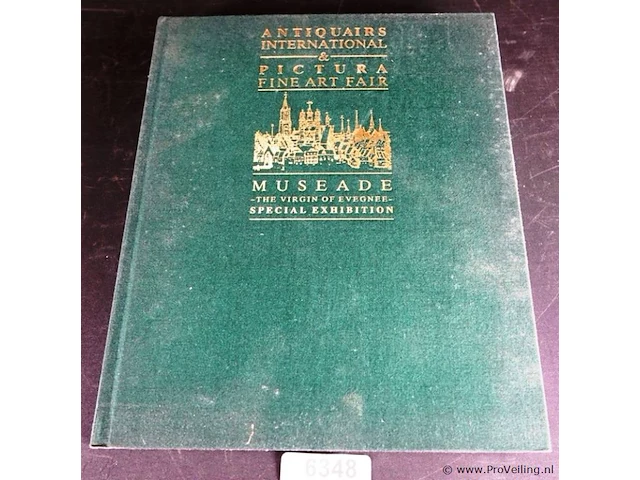 ANTIQUAIRS
INTERNATIONAL
&
PICTURA
FINE ART FAIR
MUSEADE
-THE VIRGIN OF EVEGNEE-
SPECIAL EXHIBITION
6348
© www.ProVeiling.nl